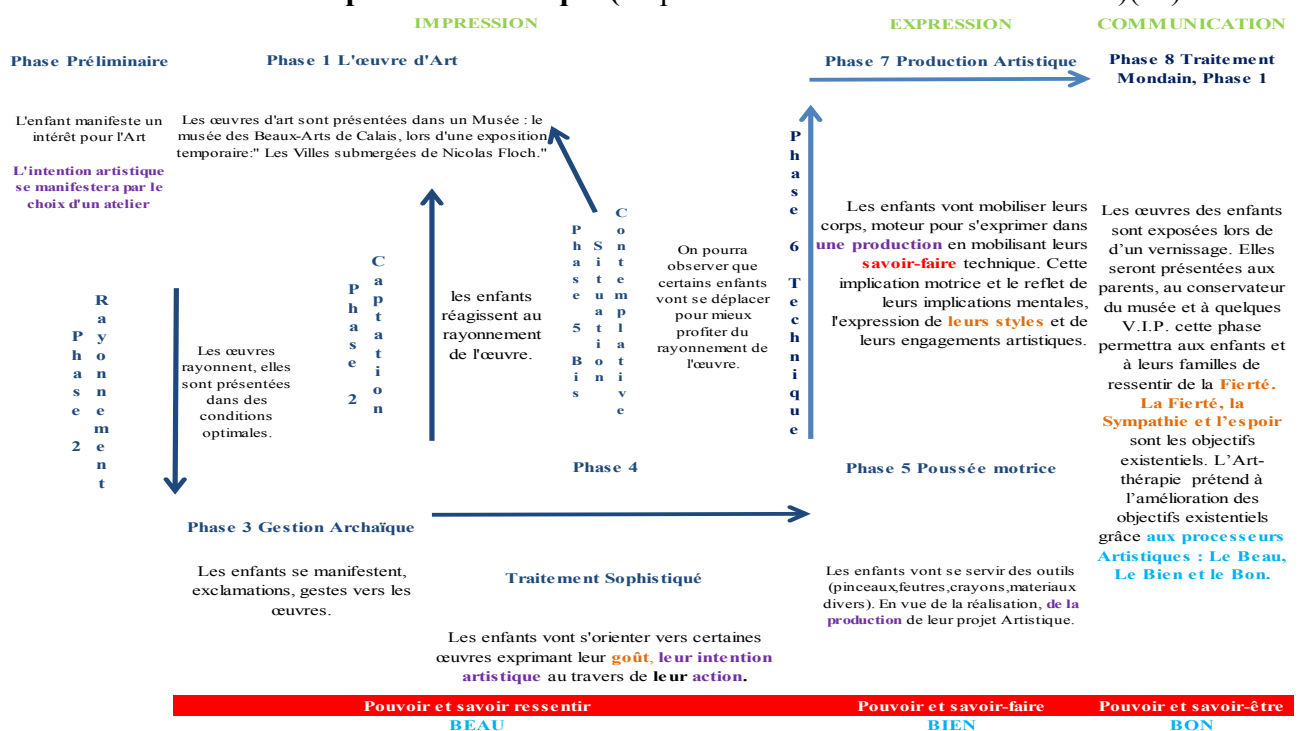 IMPRESSION
EXPRESSION
COMMUNICATION
Phase Préliminaire
Phase 1 L'œuvre d'Art
Phase 7 Production Artistique
Phase 8 Traitement
Mondain, Phase 1
L'enfant manifeste un
intérêt pour l'Art
L'intention artistique
se manifestera par le
choix d'un atelier
Les œuvres d'art sont présentées dans un Musée : le
musée des Beaux-Arts de Calais, lors d'une exposition
temporaire:" Les Villes submergées de Nicolas Floch."
Phase 2
Rayonnement
Les œuvres
rayonnent, elles
sont présentées
dans des
conditions
optimales.
Phase 2
Captation
les enfants
réagissent au
rayonnement
de l'œuvre.
Phase 5 Bis
Situation
Contemplative
On pourra
observer que
certains enfants
vont se déplacer
pour mieux
profiter du
rayonnement de
l'œuvre.
Phase 6 Technique
Les enfants vont mobiliser leurs
corps, moteur pour s'exprimer dans
une production en mobilisant leurs
savoir-faire technique. Cette
implication motrice et le reflet de
leurs implications mentales,
l'expression de leurs styles et de
leurs engagements artistiques.
Les œuvres des enfants
sont exposées lors de
d'un vernissage. Elles
seront présentées aux
parents, au conservateur
du musée et à quelques
V.I.P. cette phase
permettra aux enfants et
à leurs familles de
ressentir de la Fierté.
La Fierté, la
Sympathie et l'espoir
sont les objectifs
existentiels. L'Art-
thérapie prétend à
l'amélioration des
objectifs existentiels
grâce aux processeurs
Artistiques : Le Beau,
Le Bien et le Bon.
Phase 3 Gestion Archaïque
Les enfants se manifestent,
exclamations, gestes vers les
œuvres.
Phase 4
Traitement Sophistiqué
Les enfants vont s'orienter vers certaines
œuvres exprimant leur goût, leur intention
artistique au travers de leur action.
Phase 5 Poussée motrice
Les enfants vont se servir des outils
(pinceaux,feutres,crayons,materiaux
divers). En vue de la réalisation, de la
production de leur projet Artistique.
Pouvoir et savoir ressentir
Pouvoir et savoir-faire
Pouvoir et savoir-être
BEAU
BIEN
BON